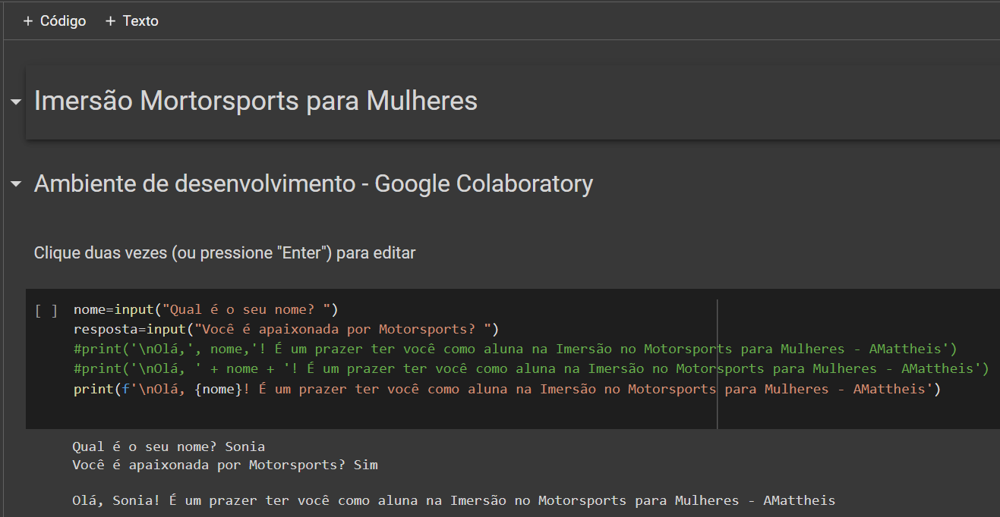 + Código + Texto
Imersão Mortorsports para Mulheres
Ambiente de desenvolvimento - Google Colaboratory
Clique duas vezes (ou pressione "Enter") para editar
[ ] nome=input("Qual é o seu nome? ")
resposta=input("Você é apaixonada por Motorsports? ")
#print('\nOlá,', nome,'! É um prazer ter você como aluna na Imersão no Motorsports para Mulheres - AMattheis')
#print('\nOlá, ' + nome + '! É um prazer ter você como aluna na Imersão no Motorsports para Mulheres - AMattheis')
print(f'\nOlá, {nome}! É um prazer ter você como aluna na Imersão no Motorsports para Mulheres - AMattheis')
Qual é o seu nome? Sonia
Você é apaixonada por Motorsports? Sim
Olá, Sonia! É um prazer ter você como aluna na Imersão no Motorsports para Mulheres - AMattheis